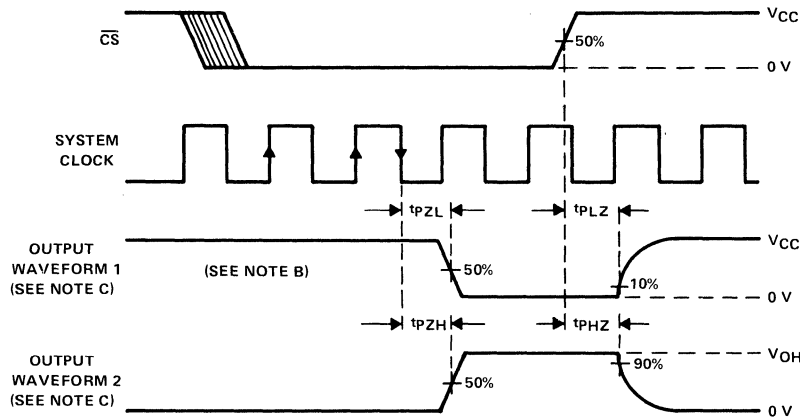 VCC
CS
50%
0 V
SYSTEM
CLOCK
tPZL
tPLZ
OUTPUT
WAVEFORM 1
(SEE NOTE C)
(SEE NOTE B)
VCC
50%
10%
0 V
tPZH
tPHZ
OUTPUT
WAVEFORM 2
(SEE NOTE C)
VOH
50%
90%
0 V